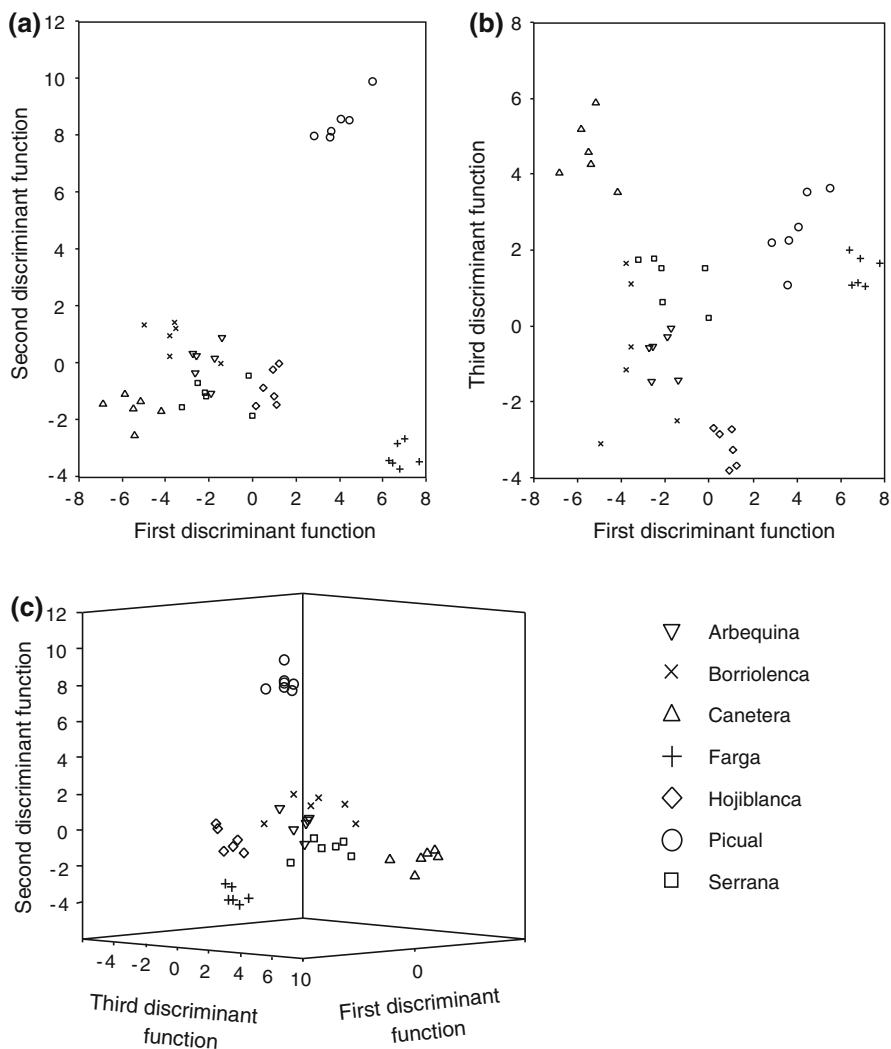 (a)
Second discriminant function
12
10
8
6
4
2
0
-2
-4
-8 -6 -4 -2 0 2 4 6 8
First discriminant function
(b)
Third discriminant function
8
6
4
2
0
-2
-4
-8 -6 -4 -2 0 2 4 6 8
First discriminant function
(c)
Second discriminant function
12
10
8
6
4
2
0
-2
-4
-4 -2 0 2 4 6 10
Third discriminant
function
0
First discriminant
function
Arbequina
Borriolenca
Canetera
Farga
Hojiblanca
Picual
Serrana